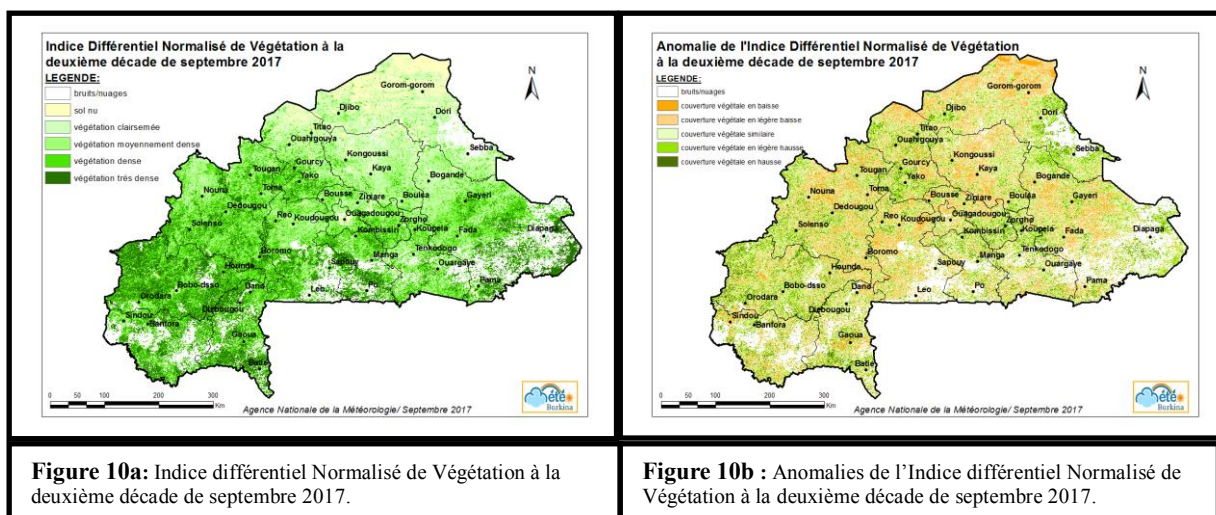 Indice Différentiel Normalisé de Végétation à la
deuxième décade de septembre 2017
LEGENDE:
bruits/nuages
sol nu
végétation clairsemée
végétation moyennement dense
végétation dense
végétation trés dense
N
Gorom-gorom
Djibo
Dori
Titao
Ouahigouya
Sebba
Kongoussi
Gourcy
Tougan
Kaya
Bogande
Yako
Nouna
Toma
Bousse
Ziniare
Boulsa
Gayeri
Dedougou
Reo
Koudougou
Ouagadougou
Zorgho
Solenso
Kombissiri
Koupela
Fada
Diapaga
Boromo
Tenkodogo
Manga
Sapouy
Ouargaye
Hounde
Pama
Leo
Po
Dano
Bobo-dsso
Orodara
Diebougou
Sindou
Banfora
Gaoua
Batie
0 50 100 200 300
Km
Agence Nationale de la Météorologie/ Septembre 2017
été
Burkina
Figure 10a: Indice différentiel Normalisé de Végétation à la
deuxième décade de septembre 2017.
Anomalie de l'Indice Différentiel Normalisé de Végétation
à la deuxième décade de septembre 2017
LEGENDE:
bruits/nuages
couverture végétale en baisse
couverture végétale en légère baisse
couverture végétale similaire
couverture végétale en légère hausse
couverture végétale en hausse
N
Gorom-gorom
Djibo
Dori
Titao
Ouahigouya
Sebba
Kongoussi
Gourcy
Tougan
Kaya
Bogande
Yako
Nouna
Toma
Bousse
Ziniare
Boulsa
Gayeri
Dedougou
Reo
Koudougou
Ouagadougou
Zorgho
Solenso
Kombissiri
Koupela
Fada
Diapaga
Boromo
Tenkodogo
Manga
Sapouy
Ouargaye
Hounde
Pama
Leo
Po
Dano
Bobo-dsso
Orodara
Diebougou
Sindou
Banfora
Gaoua
Batie
0 50 100 200 300
Km
Agence Nationale de la Météorologie/ Septembre 2017
été
Burkina
Figure 10b : Anomalies de l’Indice différentiel Normalisé de
Végétation à la deuxième décade de septembre 2017.